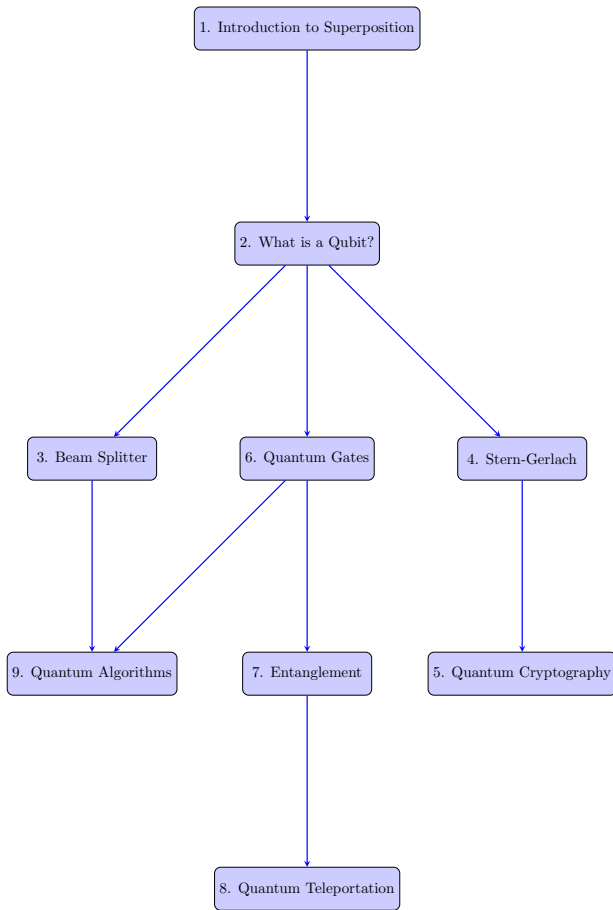 1. Introduction to Superposition
2. What is a Qubit?
3. Beam Splitter
6. Quantum Gates
4. Stern-Gerlach
9. Quantum Algorithms
7. Entanglement
5. Quantum Cryptography
8. Quantum Teleportation